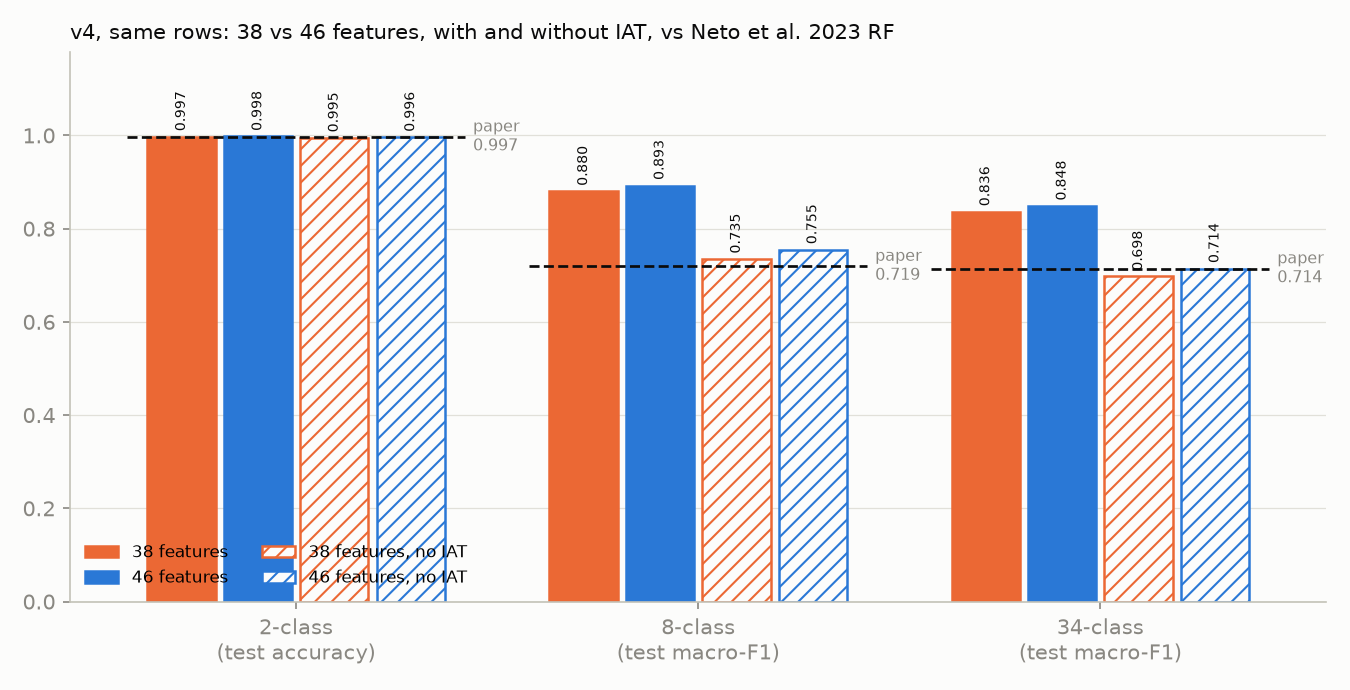 v4, same rows: 38 vs 46 features, with and without IAT, vs Neto et al. 2023 RF
0.997
0.998
0.995
0.996
paper
0.997
0.880
0.893
0.735
0.755
paper
0.719
0.836
0.848
0.698
0.714
paper
0.714
1.0
0.8
0.6
0.4
0.2
0.0
38 features
46 features
38 features, no IAT
46 features, no IAT
2-class
(test accuracy)
8-class
(test macro-F1)
34-class
(test macro-F1)